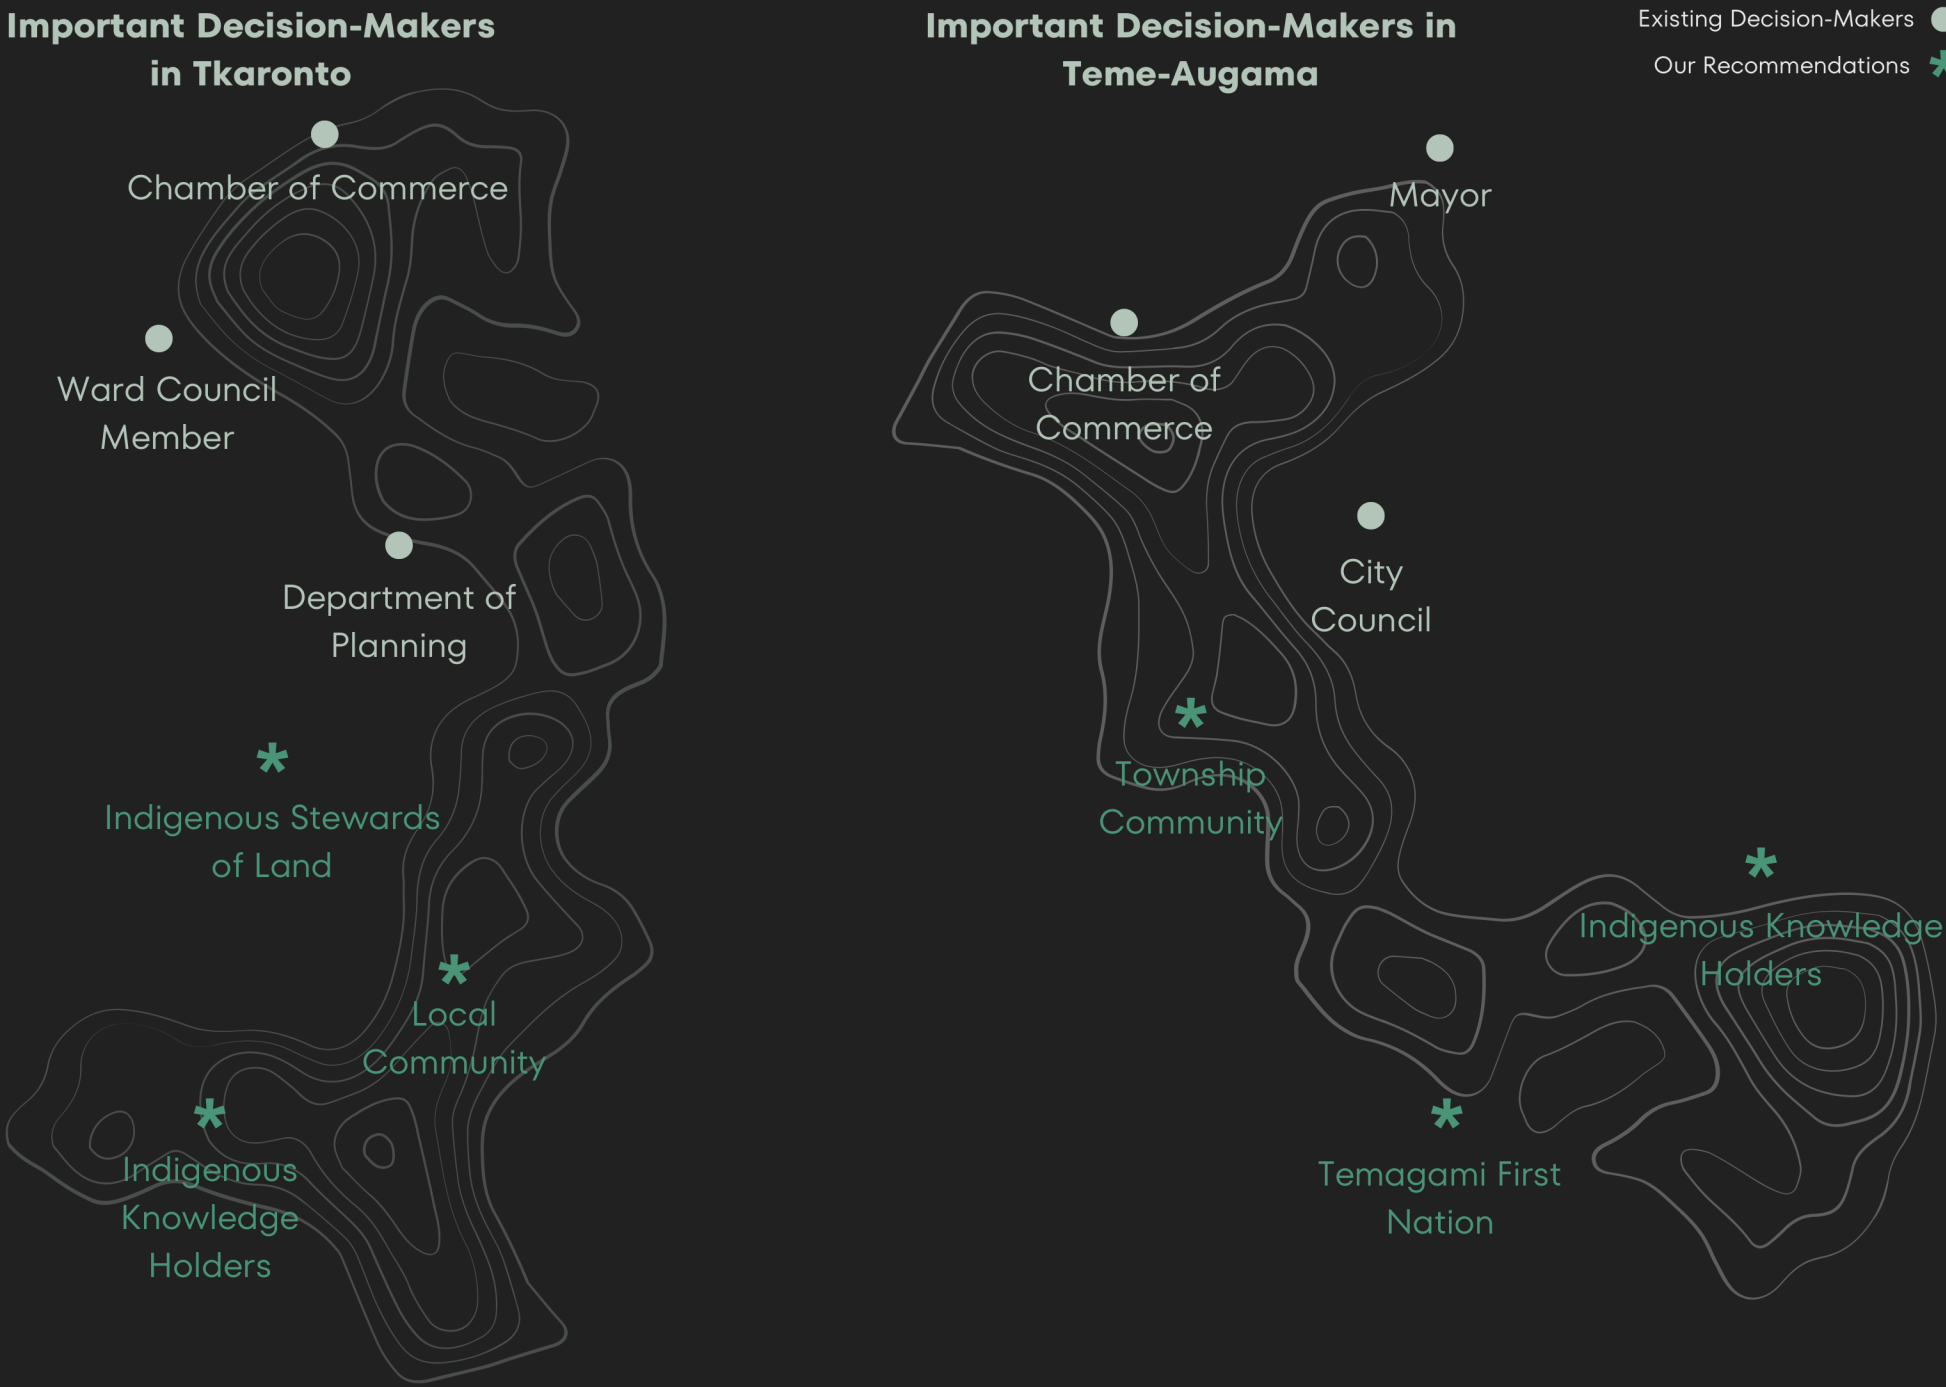 Important Decision-Makers
in Tkaronto
Chamber of Commerce
Ward Council
Member
Department of
Planning
Indigenous Stewards
of Land
Local
Community
Indigenous
Knowledge
Holders
Important Decision-Makers in
Teme-Augama
Existing Decision-Makers
Our Recommendations
Mayor
Chamber of
Commerce
City
Council
Township
Community
Indigenous Knowledge
Holders
Temagami First
Nation